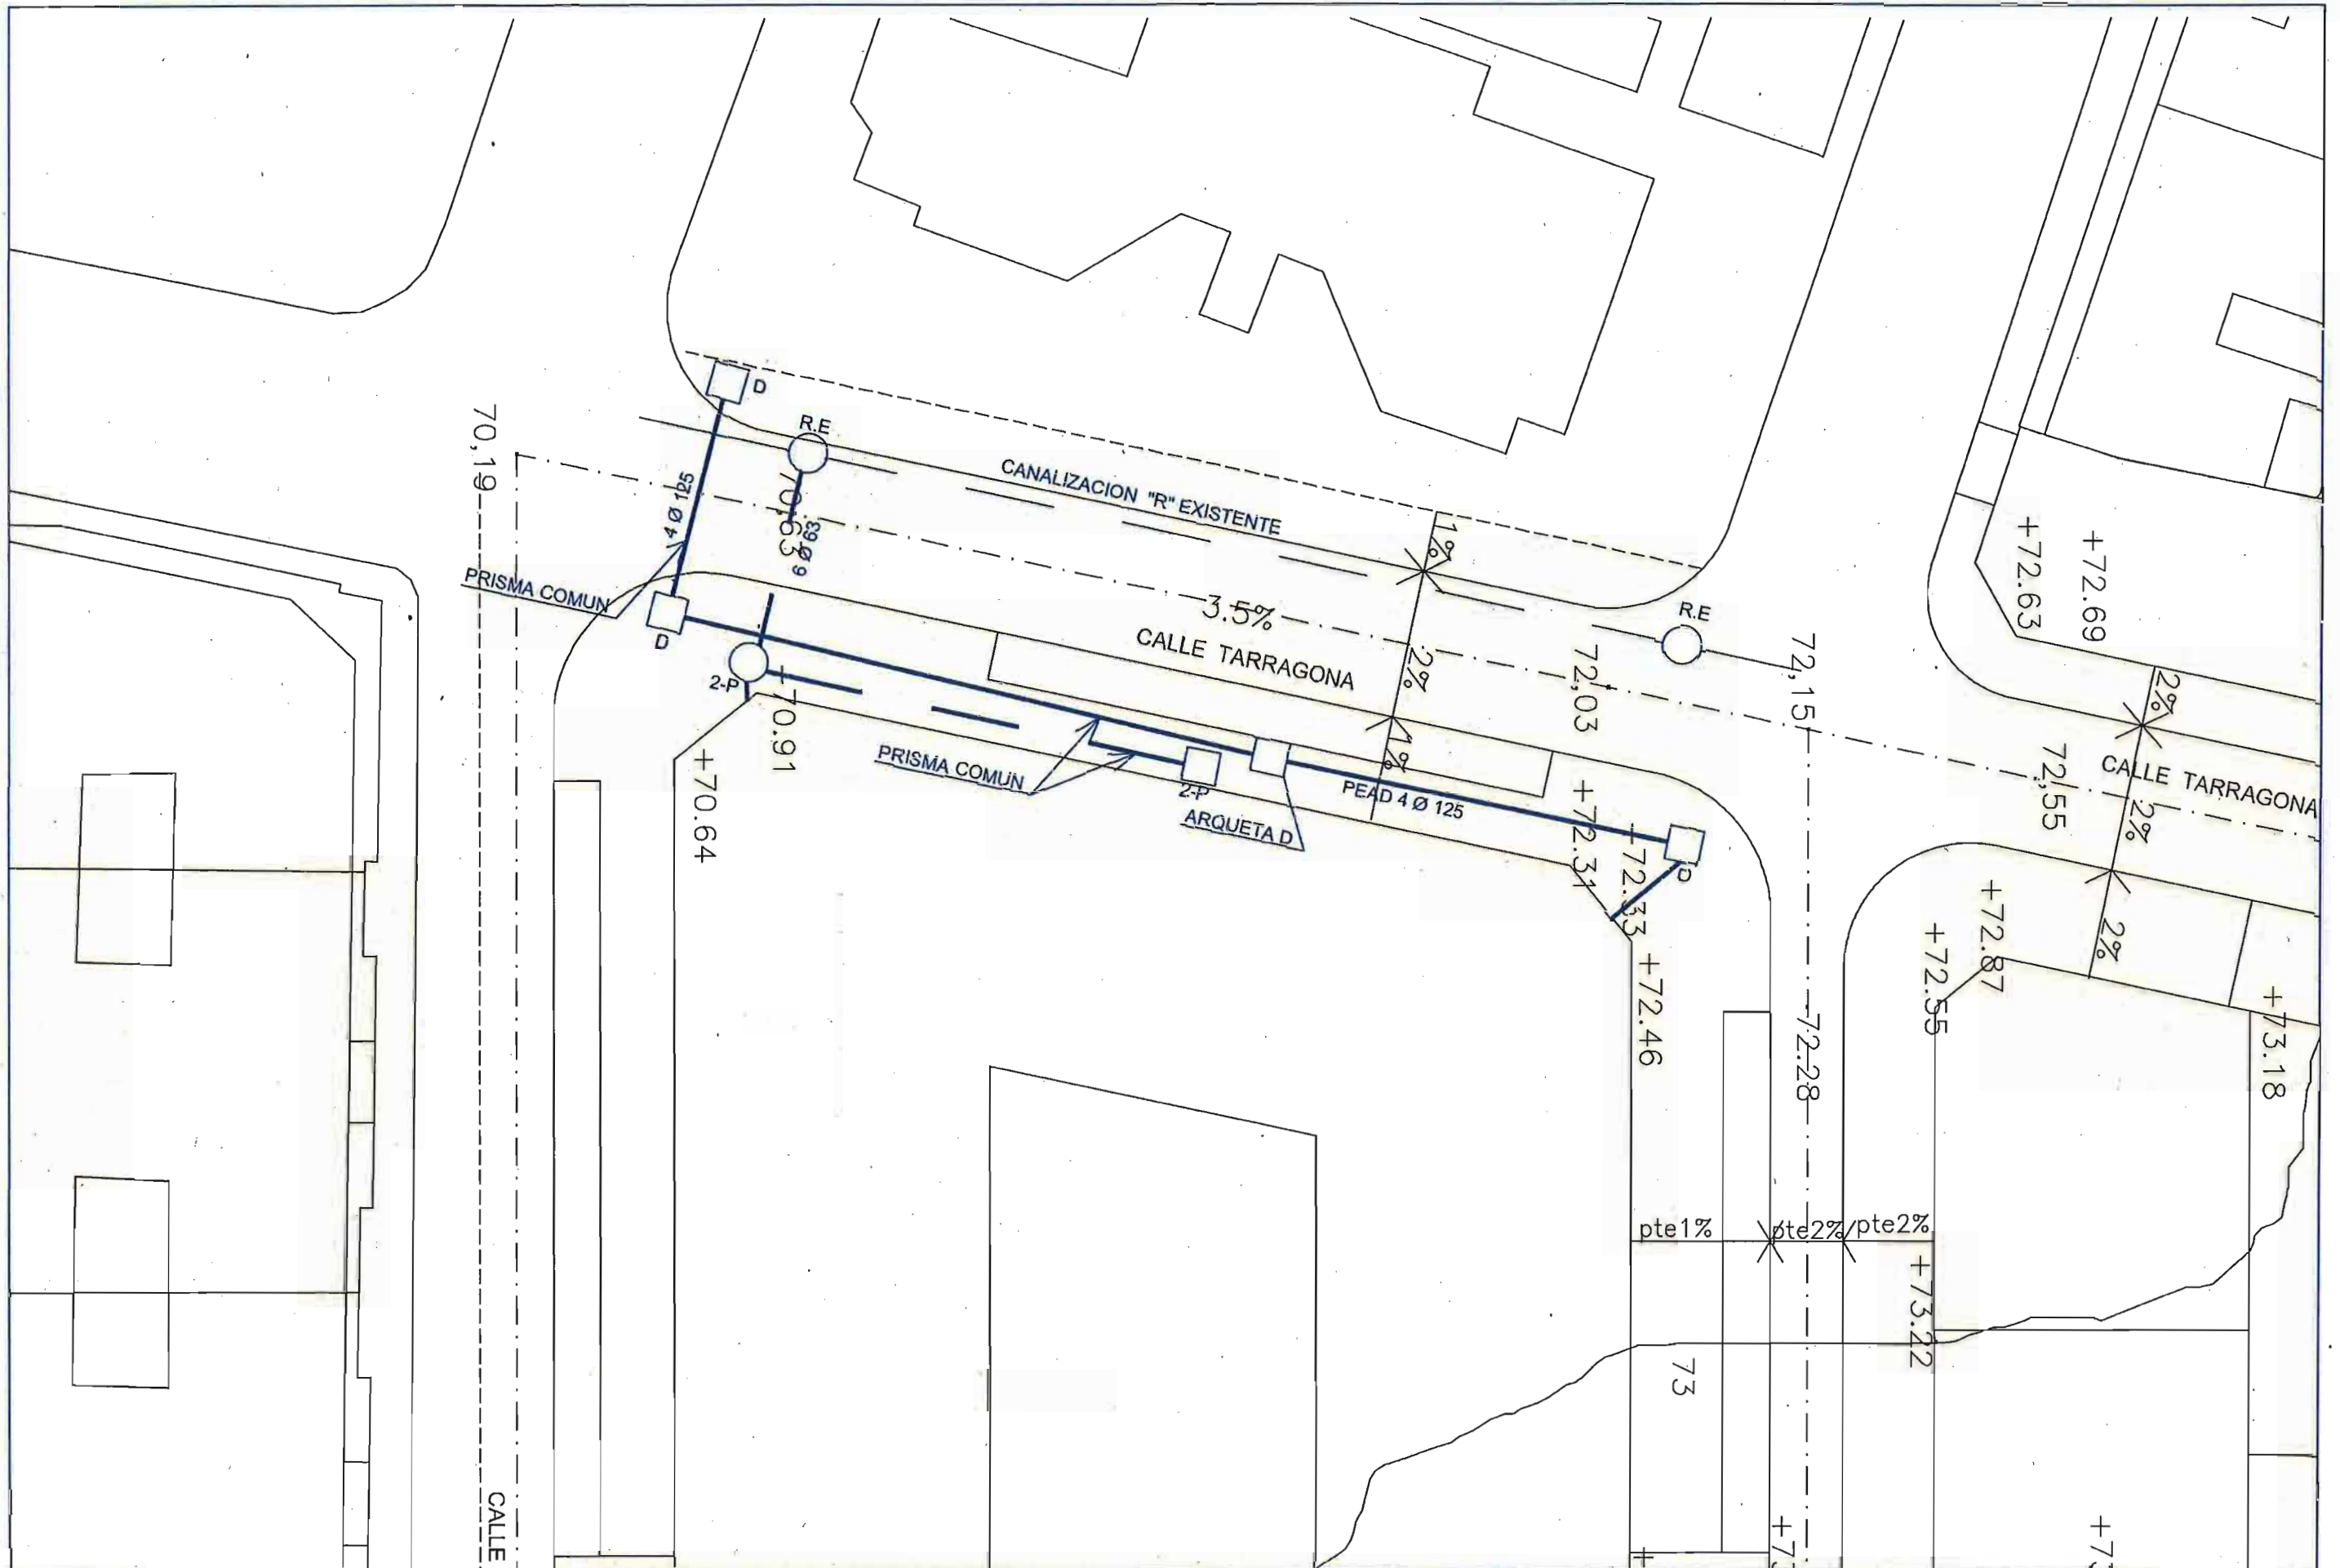 D
R.E
70,19
CANALIZACION "R" EXISTENTE
4 Ø 125
70.63
6 Ø 63
1%
+72.63
+72.69
PRISMA COMUN
3.5%
R.E
D
CALLE TARRAGONA
2%
72,03
72,15
2%
2-P
+70.91
72,55
CALLE TARRAGONA
+70.64
PRISMA COMUN
1%
2-P
PEAD 4 Ø 125
ARQUETA D
+72.31
+72.33
D
2%
+72.87
2%
+72.55
+72.46
72.28
+73.18
pte1%
pte2%
pte2%
+73.22
73
CALLE